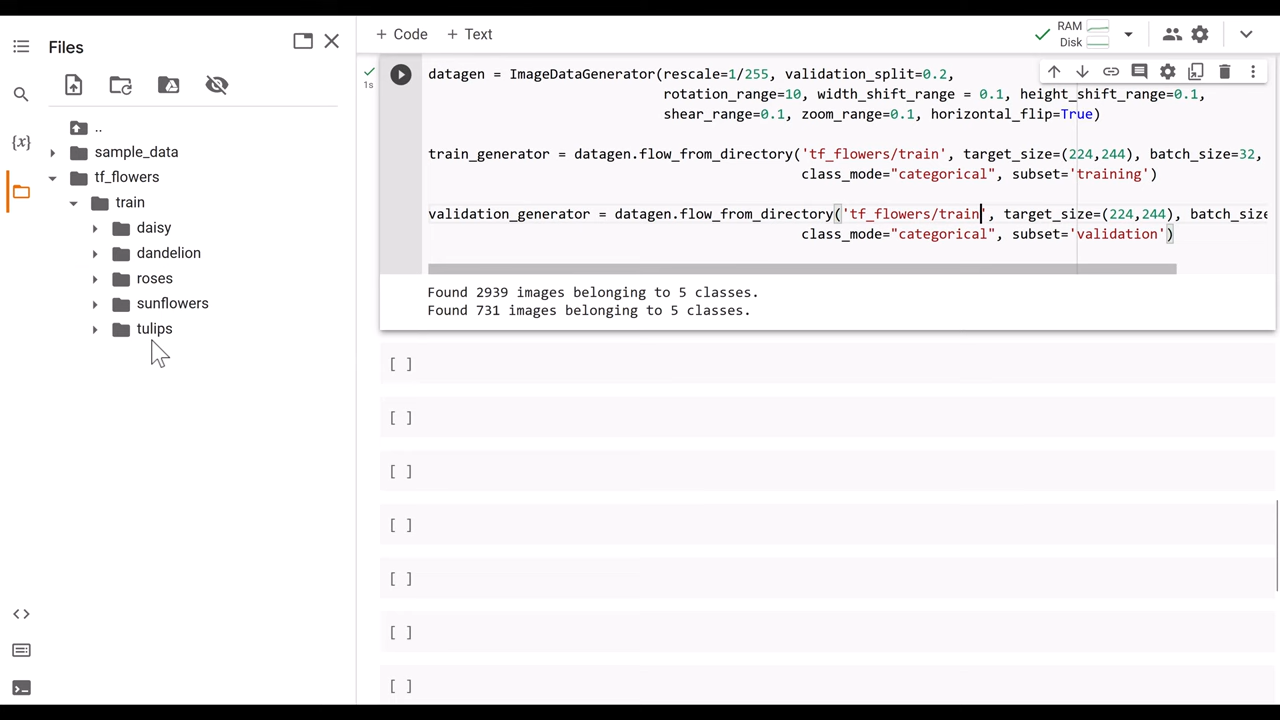 Files
..
sample_data
tf_flowers
train
daisy
dandelion
roses
sunflowers
tulips
{x}
<>
+ Code + Text
RAM
Disk
1s
datagen = ImageDataGenerator(rescale=1/255, validation_split=0.2,
rotation_range=10, width_shift_range = 0.1, height_shift_range=0.1,
shear_range=0.1, zoom_range=0.1, horizontal_flip=True)
train_generator = datagen.flow_from_directory('tf_flowers/train', target_size=(224,244), batch_size=32,
class_mode="categorical", subset='training')
validation_generator = datagen.flow_from_directory('tf_flowers/train', target_size=(224,244), batch_size
class_mode="categorical", subset='validation')
Found 2939 images belonging to 5 classes.
Found 731 images belonging to 5 classes.
[ ]
[ ]
[ ]
[ ]
[ ]
[ ]
[ ]